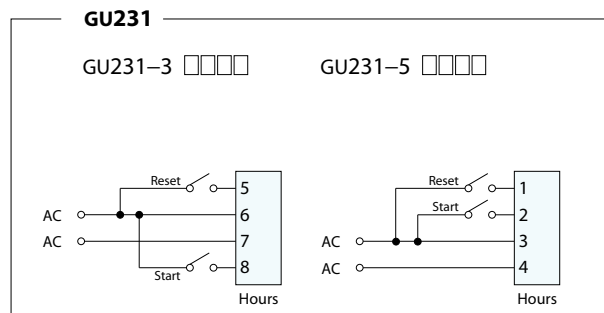 GU231
GU231–3 □□□□
GU231–5 □□□□
Reset
5
AC
6
AC
7
Start
8
Hours
Reset
1
Start
2
AC
3
AC
4
Hours